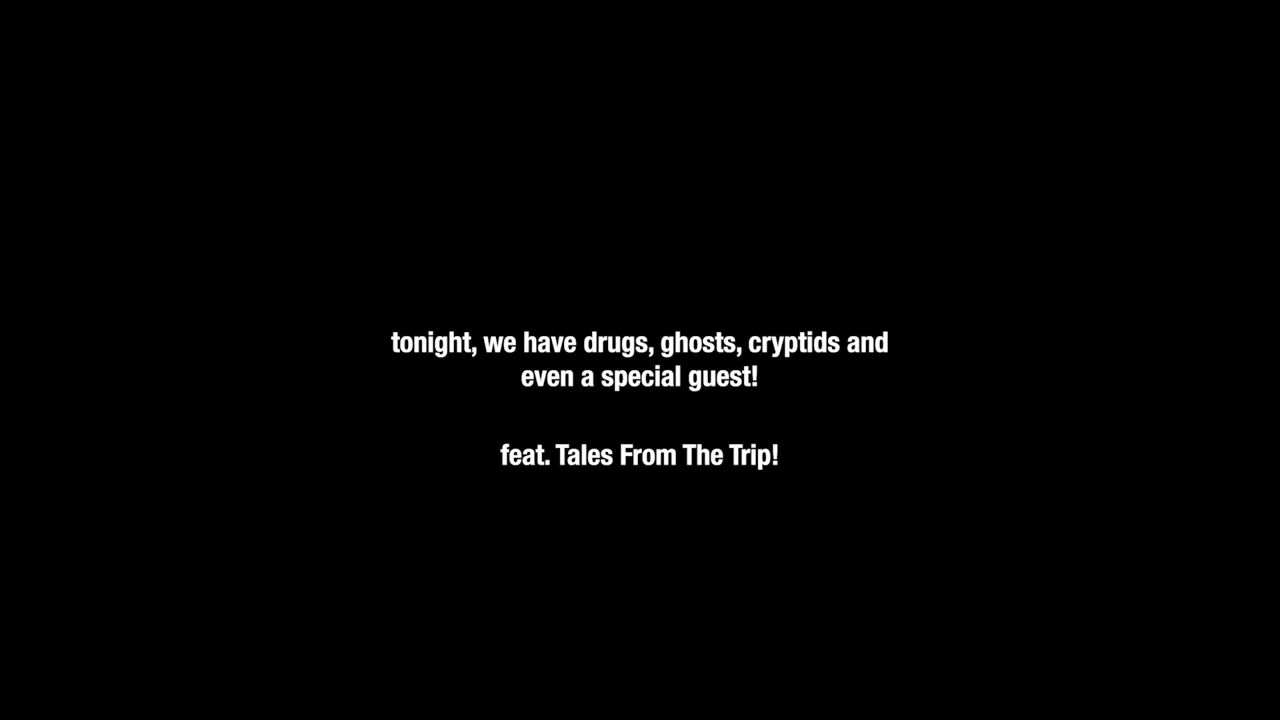 tonight, we have drugs, ghosts, cryptids and
even a special guest!
feat. Tales From The Trip!